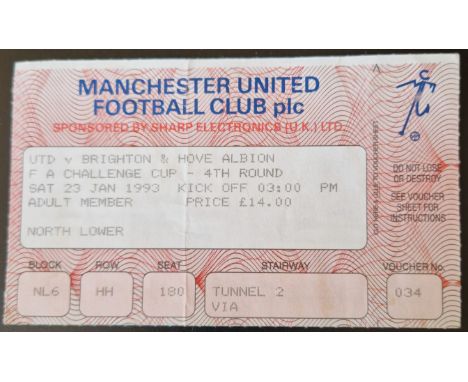 MANCHESTER UNITED
FOOTBALL CLUB plc
SPONSORED BY SHARP ELECTRONICS (U.K.) LTD.
UTD v BRIGHTON & HOVE ALBION
F A CHALLENGE CUP - 4TH ROUND
SAT 23 JAN 1993 KICK OFF 03:00 PM
ADULT MEMBER PRICE £14.00
NORTH LOWER
DO NOT LOSE
OR DESTROY
SEE VOUCHER
SHEET FOR
INSTRUCTIONS
BLOCK ROW SEAT STAIRWAY VOUCHER No.
NL6 HH 180 TUNNEL 2 034
VIA